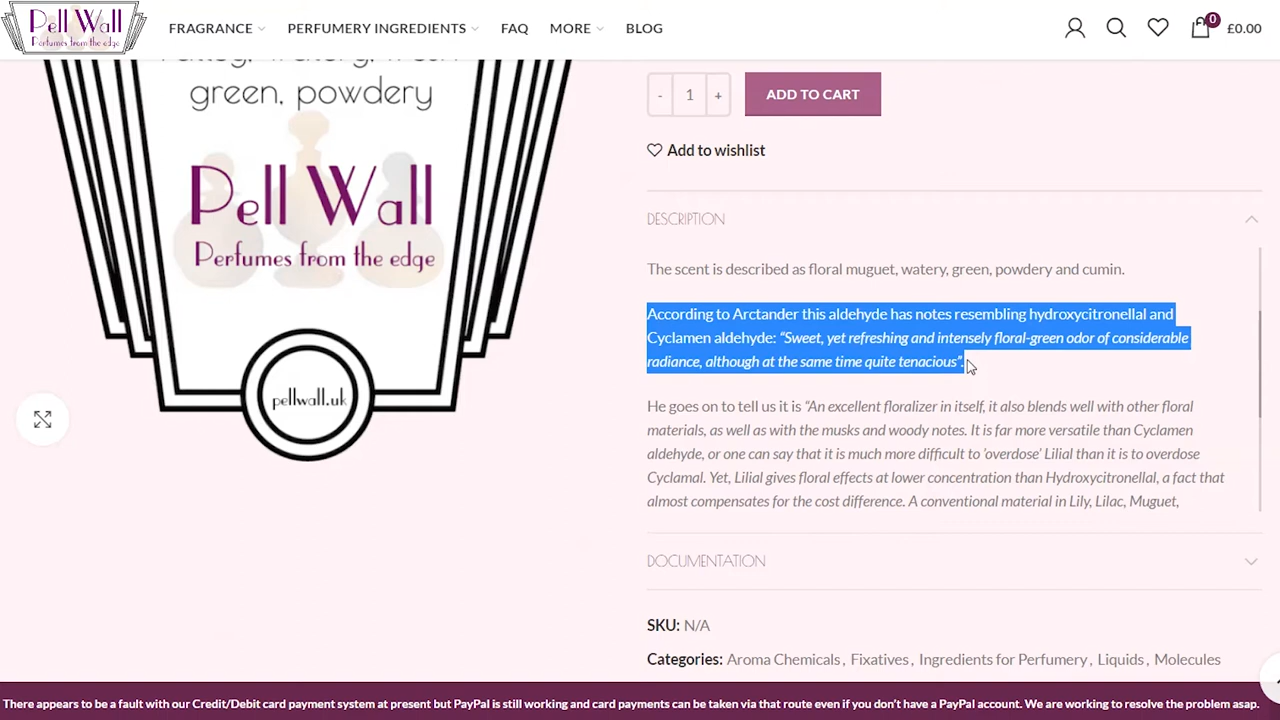 Pell Wall
Perfumes from the edge
FRAGRANCE
PERFUMERY INGREDIENTS
FAQ
MORE
BLOG
0
£0.00
green, powdery
Pell Wall
Perfumes from the edge
pellwall.uk
- 1 +
ADD TO CART
Add to wishlist
DESCRIPTION
The scent is described as floral muguet, watery, green, powdery and cumin.
According to Arctander this aldehyde has notes resembling hydroxycitronellal and
Cyclamen aldehyde: “Sweet, yet refreshing and intensely floral-green odor of considerable
radiance, although at the same time quite tenacious”.
He goes on to tell us it is “An excellent floralizer in itself, it also blends well with other floral
materials, as well as with the musks and woody notes. It is far more versatile than Cyclamen
aldehyde, or one can say that it is much more difficult to ’overdose’ Lilial than it is to overdose
Cyclamal. Yet, Lilial gives floral effects at lower concentration than Hydroxycitronellal, a fact that
almost compensates for the cost difference. A conventional material in Lily, Lilac, Muguet,
DOCUMENTATION
SKU: N/A
Categories: Aroma Chemicals, Fixatives, Ingredients for Perfumery, Liquids, Molecules
There appears to be a fault with our Credit/Debit card payment system at present but PayPal is still working and card payments can be taken via that route even if you don’t have a PayPal account. We are working to resolve the problem asap.